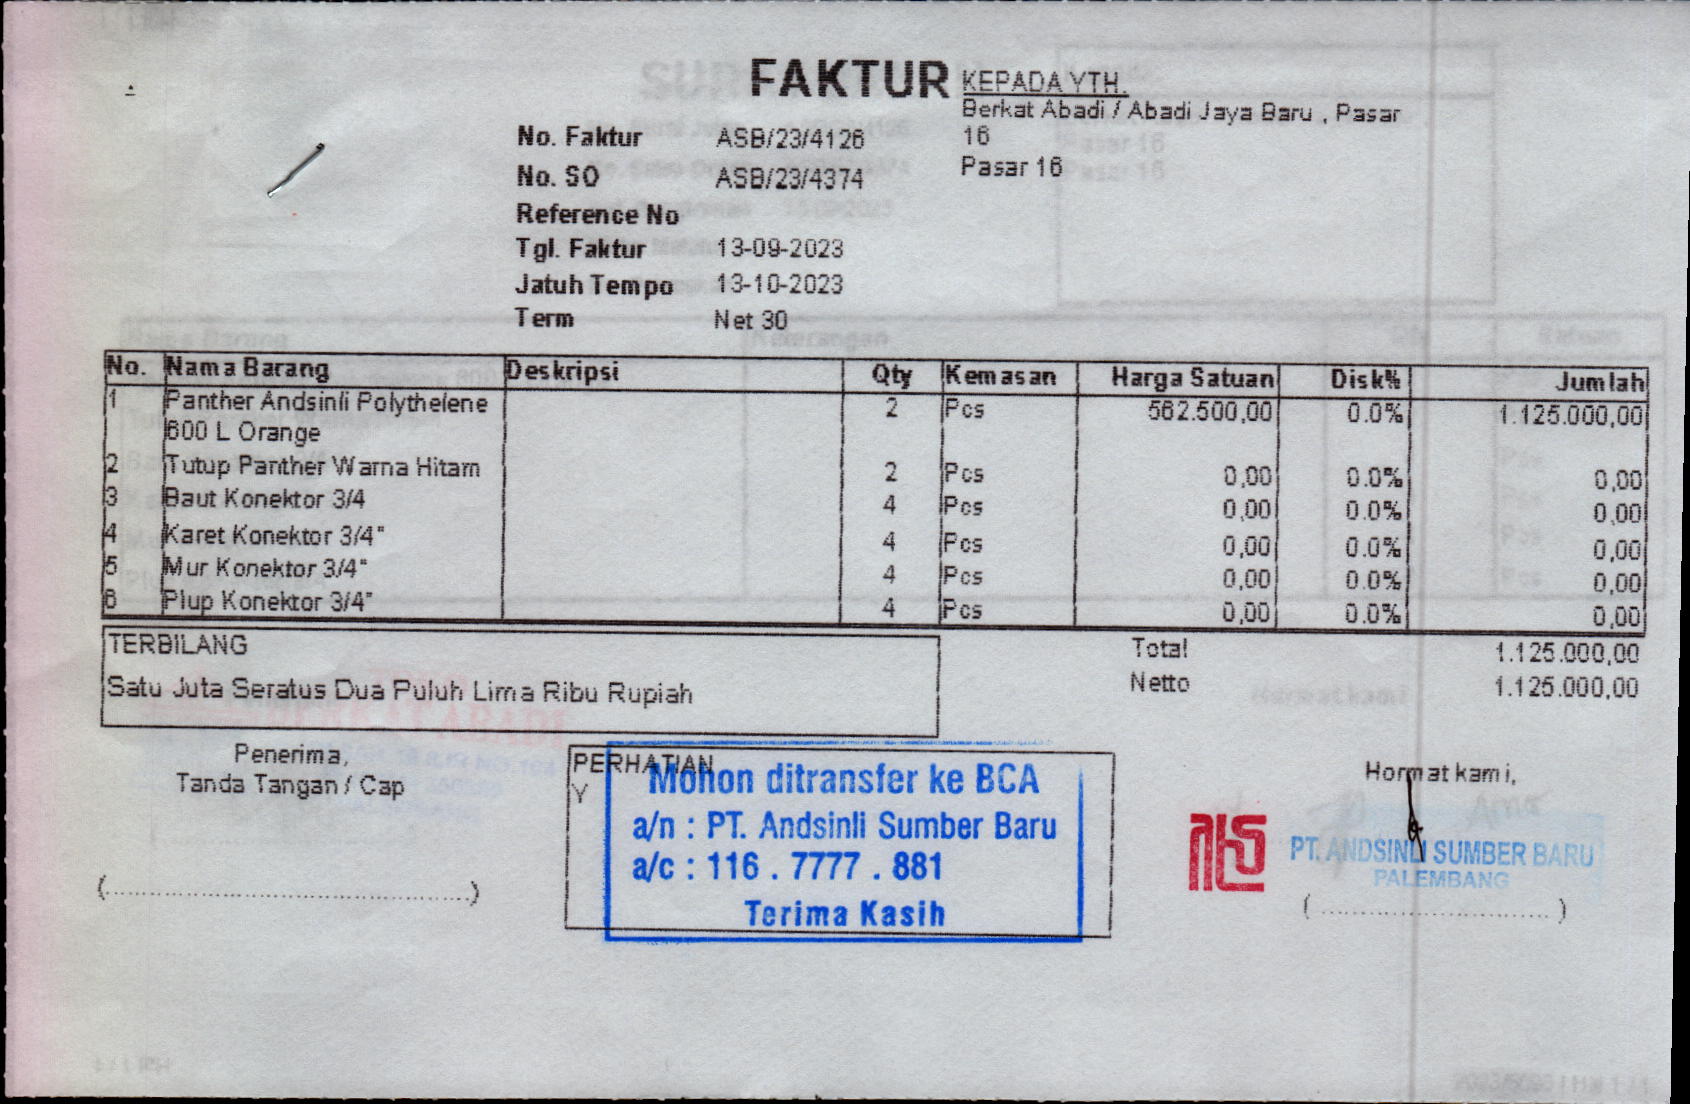 FAKTUR
KEPADA YTH.
Berkat Abadi / Abadi Jaya Baru , Pasar
16
Pasar 16
No. Faktur ASB/23/4126
No. SO ASB/23/4374
Reference No
Tgl. Faktur 13-09-2023
Jatuh Tempo 13-10-2023
Term Net 30
No. Nama Barang Deskripsi Qty Kemasan Harga Satuan Disk% Jumlah
1 Panther Andsinli Polythelene 2 Pcs 562.500,00 0.0% 1.125.000,00
600 L Orange
2 Tutup Panther Warna Hitam 2 Pcs 0,00 0.0% 0,00
3 Baut Konektor 3/4 4 Pcs 0,00 0.0% 0,00
4 Karet Konektor 3/4" 4 Pcs 0,00 0.0% 0,00
5 Mur Konektor 3/4" 4 Pcs 0,00 0.0% 0,00
6 Plup Konektor 3/4" 4 Pcs 0,00 0.0% 0,00
TERBILANG
Satu Juta Seratus Dua Puluh Lima Ribu Rupiah
Total 1.125.000,00
Netto 1.125.000,00
Penerima,
Tanda Tangan / Cap
(..............................................)
PERHATIAN
Y
Mohon ditransfer ke BCA
a/n : PT. Andsinli Sumber Baru
a/c : 116 . 7777 . 881
Terima Kasih
Hormat kami,
PT. ANDSINLI SUMBER BARU
PALEMBANG
( ............................. )